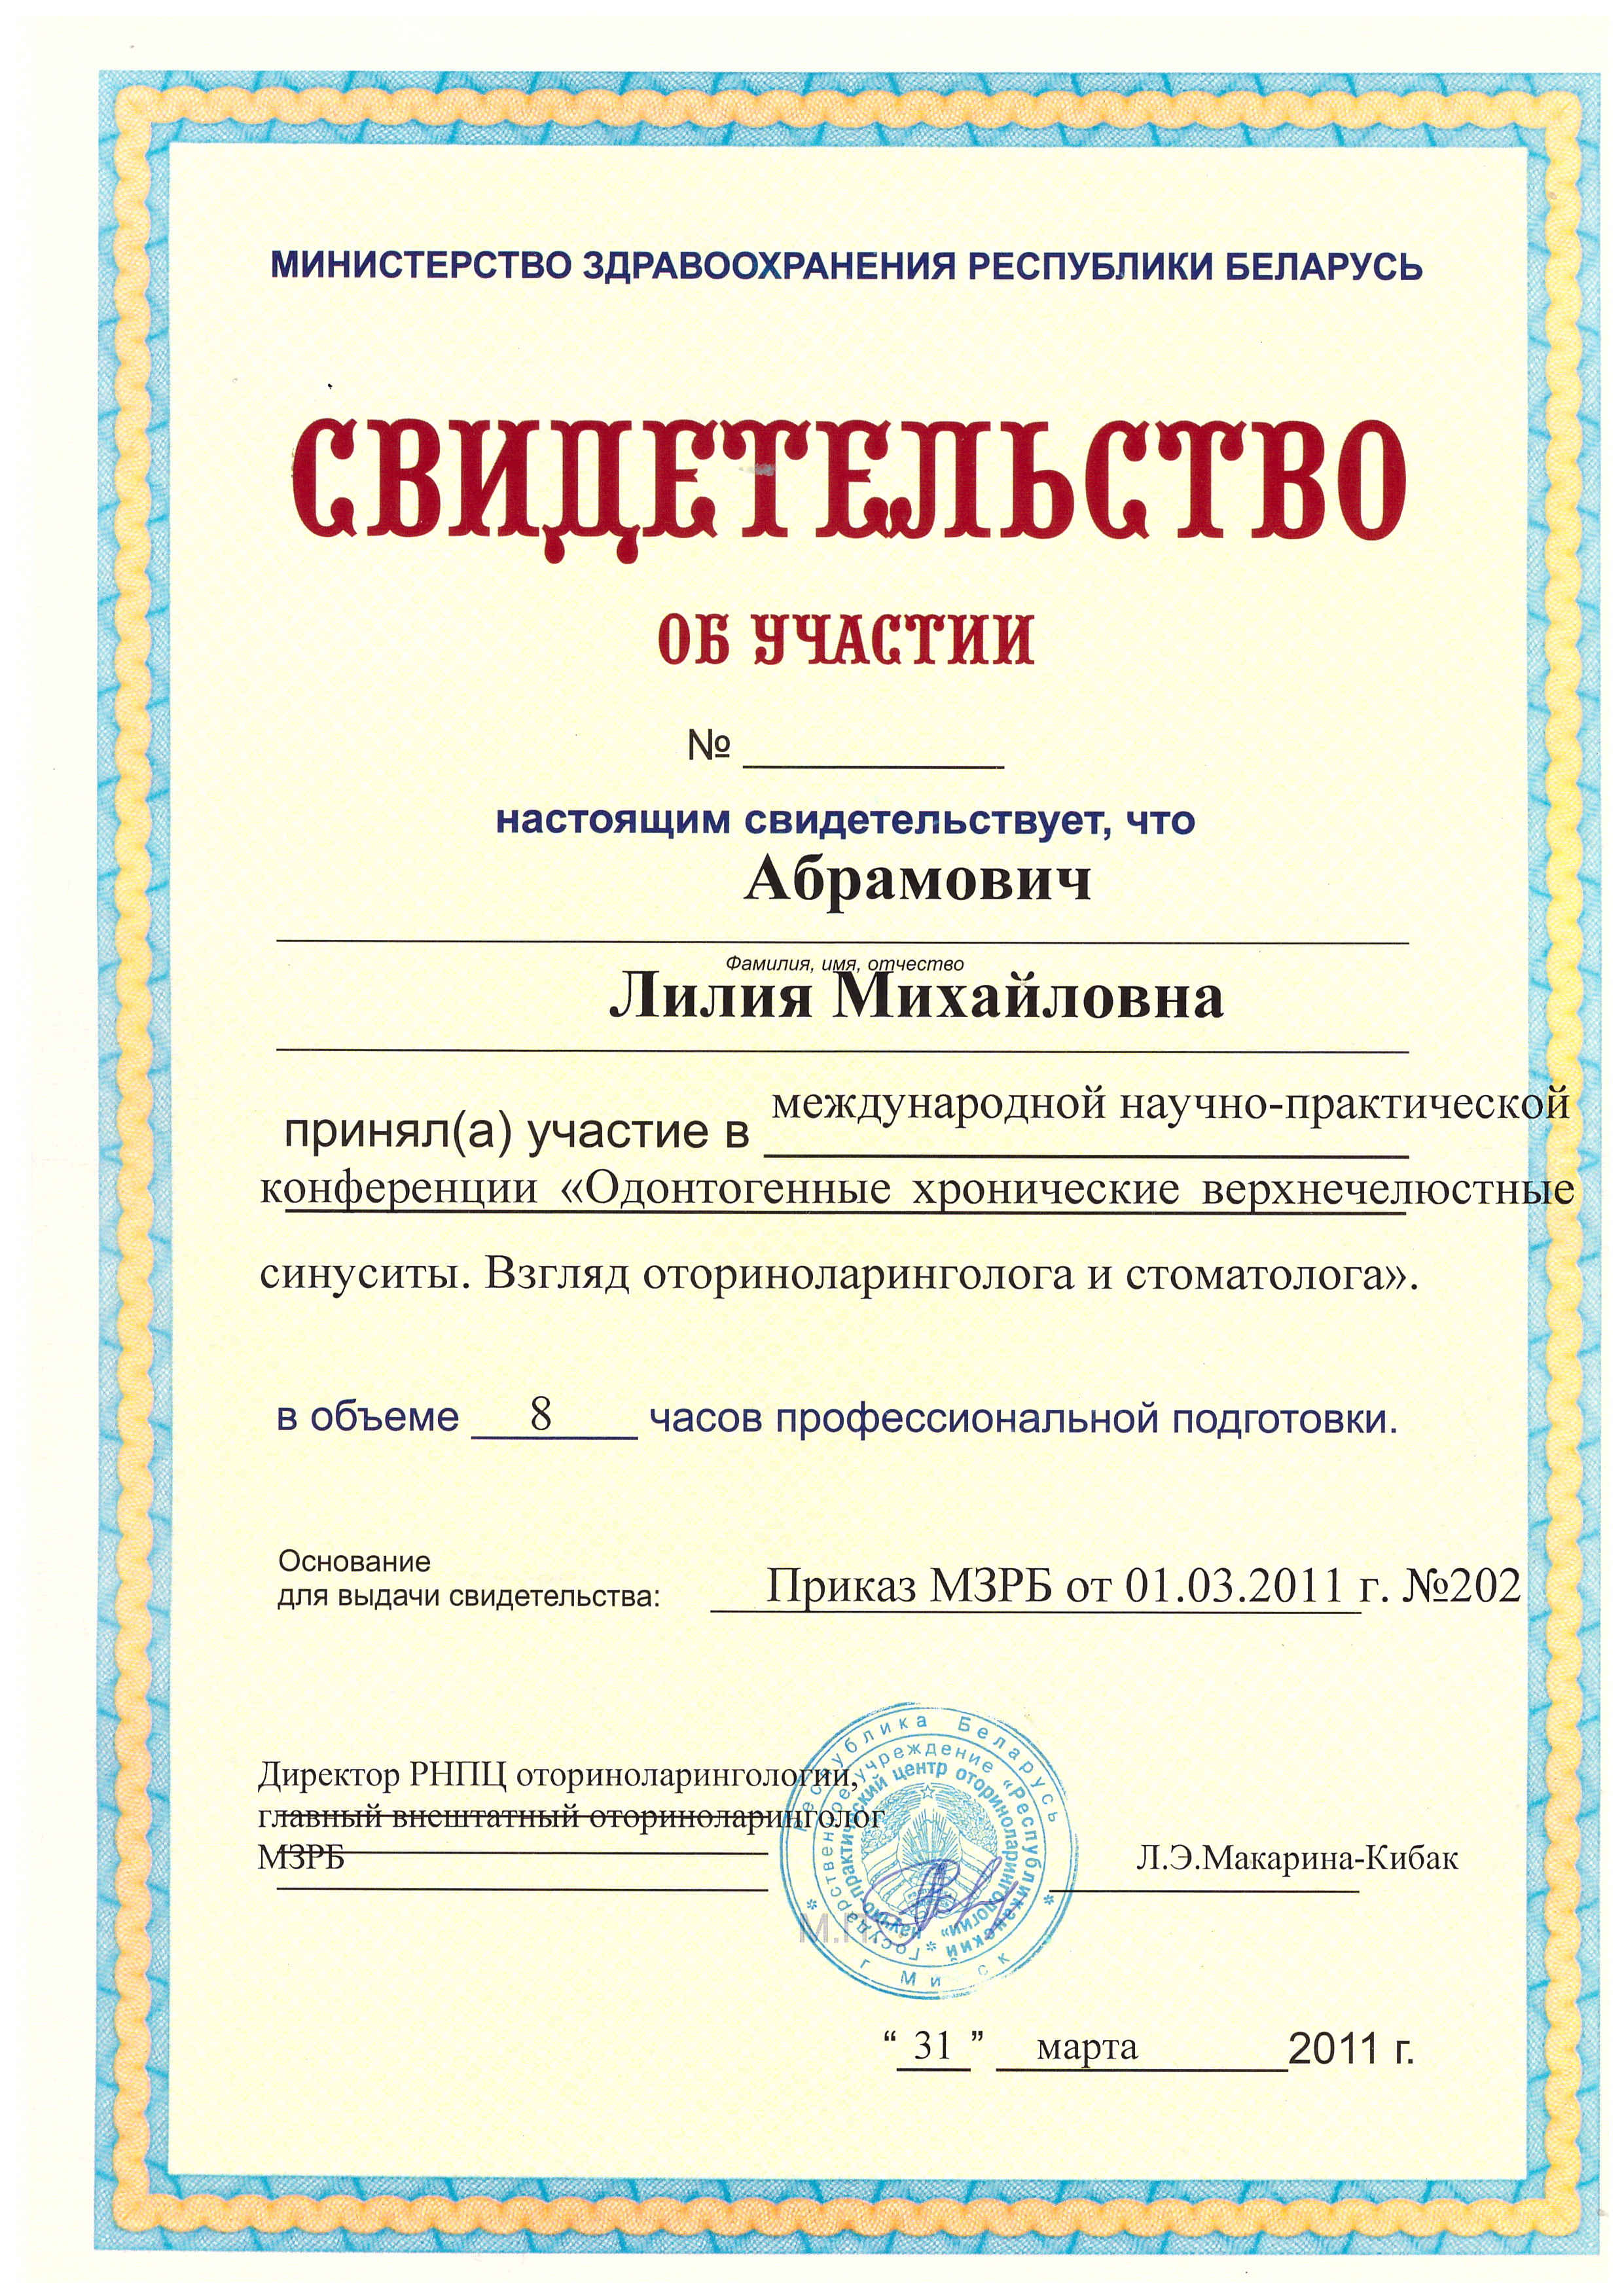 МИНИСТЕРСТВО ЗДРАВООХРАНЕНИЯ РЕСПУБЛИКИ БЕЛАРУСЬ
СВИДЕТЕЛЬСТВО
ОБ УЧАСТИИ
№
настоящим свидетельствует, что
Абрамович
Фамилия, имя, отчество
Лилия Михайловна
принял(а) участие в международной научно-практической
конференции «Одонтогенные хронические верхнечелюстные
синуситы. Взгляд оториноларинголога и стоматолога».
в объеме 8 часов профессиональной подготовки.
Основание
для выдачи свидетельства: Приказ МЗРБ от 01.03.2011 г. №202
Директор РНПЦ оториноларингологии,
главный внештатный оториноларинголог
МЗРБ
Л.Э.Макарина-Кибак
М.П.
Республика Беларусь
Государственное учреждение «Республиканский
научно-практический центр оториноларингологии»
г Минск
“ 31 ” марта 2011 г.